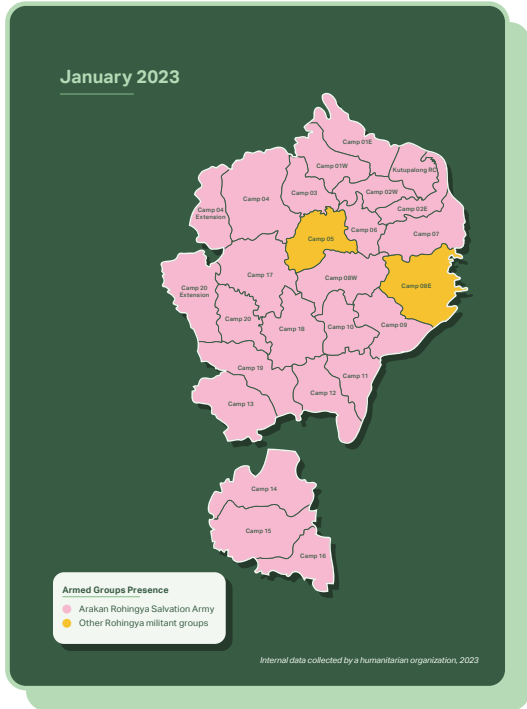 January 2023
Camp 01E
Camp 01W
Kutupalong RC
Camp 03
Camp 02W
Camp 04
Camp 04
Extension
Camp 02E
Camp 06
Camp 07
Camp 05
Camp 17
Camp 08W
Camp 08E
Camp 20
Extension
Camp 20
Camp 18
Camp 10
Camp 09
Camp 19
Camp 11
Camp 12
Camp 13
Camp 14
Camp 15
Camp 16
Armed Groups Presence
Arakan Rohingya Salvation Army
Other Rohingya militant groups
Internal data collected by a humanitarian organization, 2023